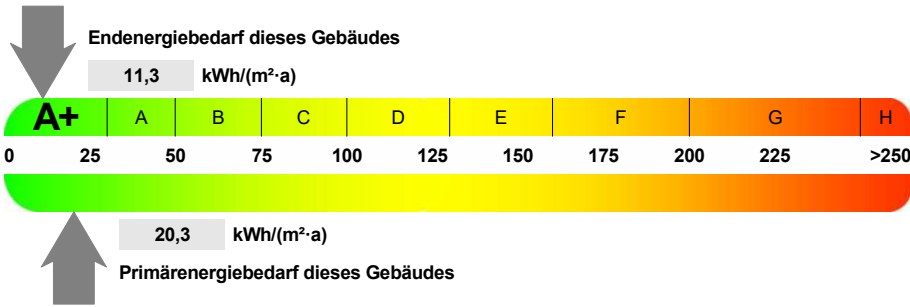 Endenergiebedarf dieses Gebäudes
11,3 kWh/(m²·a)
A+ A B C D E F G H
0 25 50 75 100 125 150 175 200 225 >250
20,3 kWh/(m²·a)
Primärenergiebedarf dieses Gebäudes